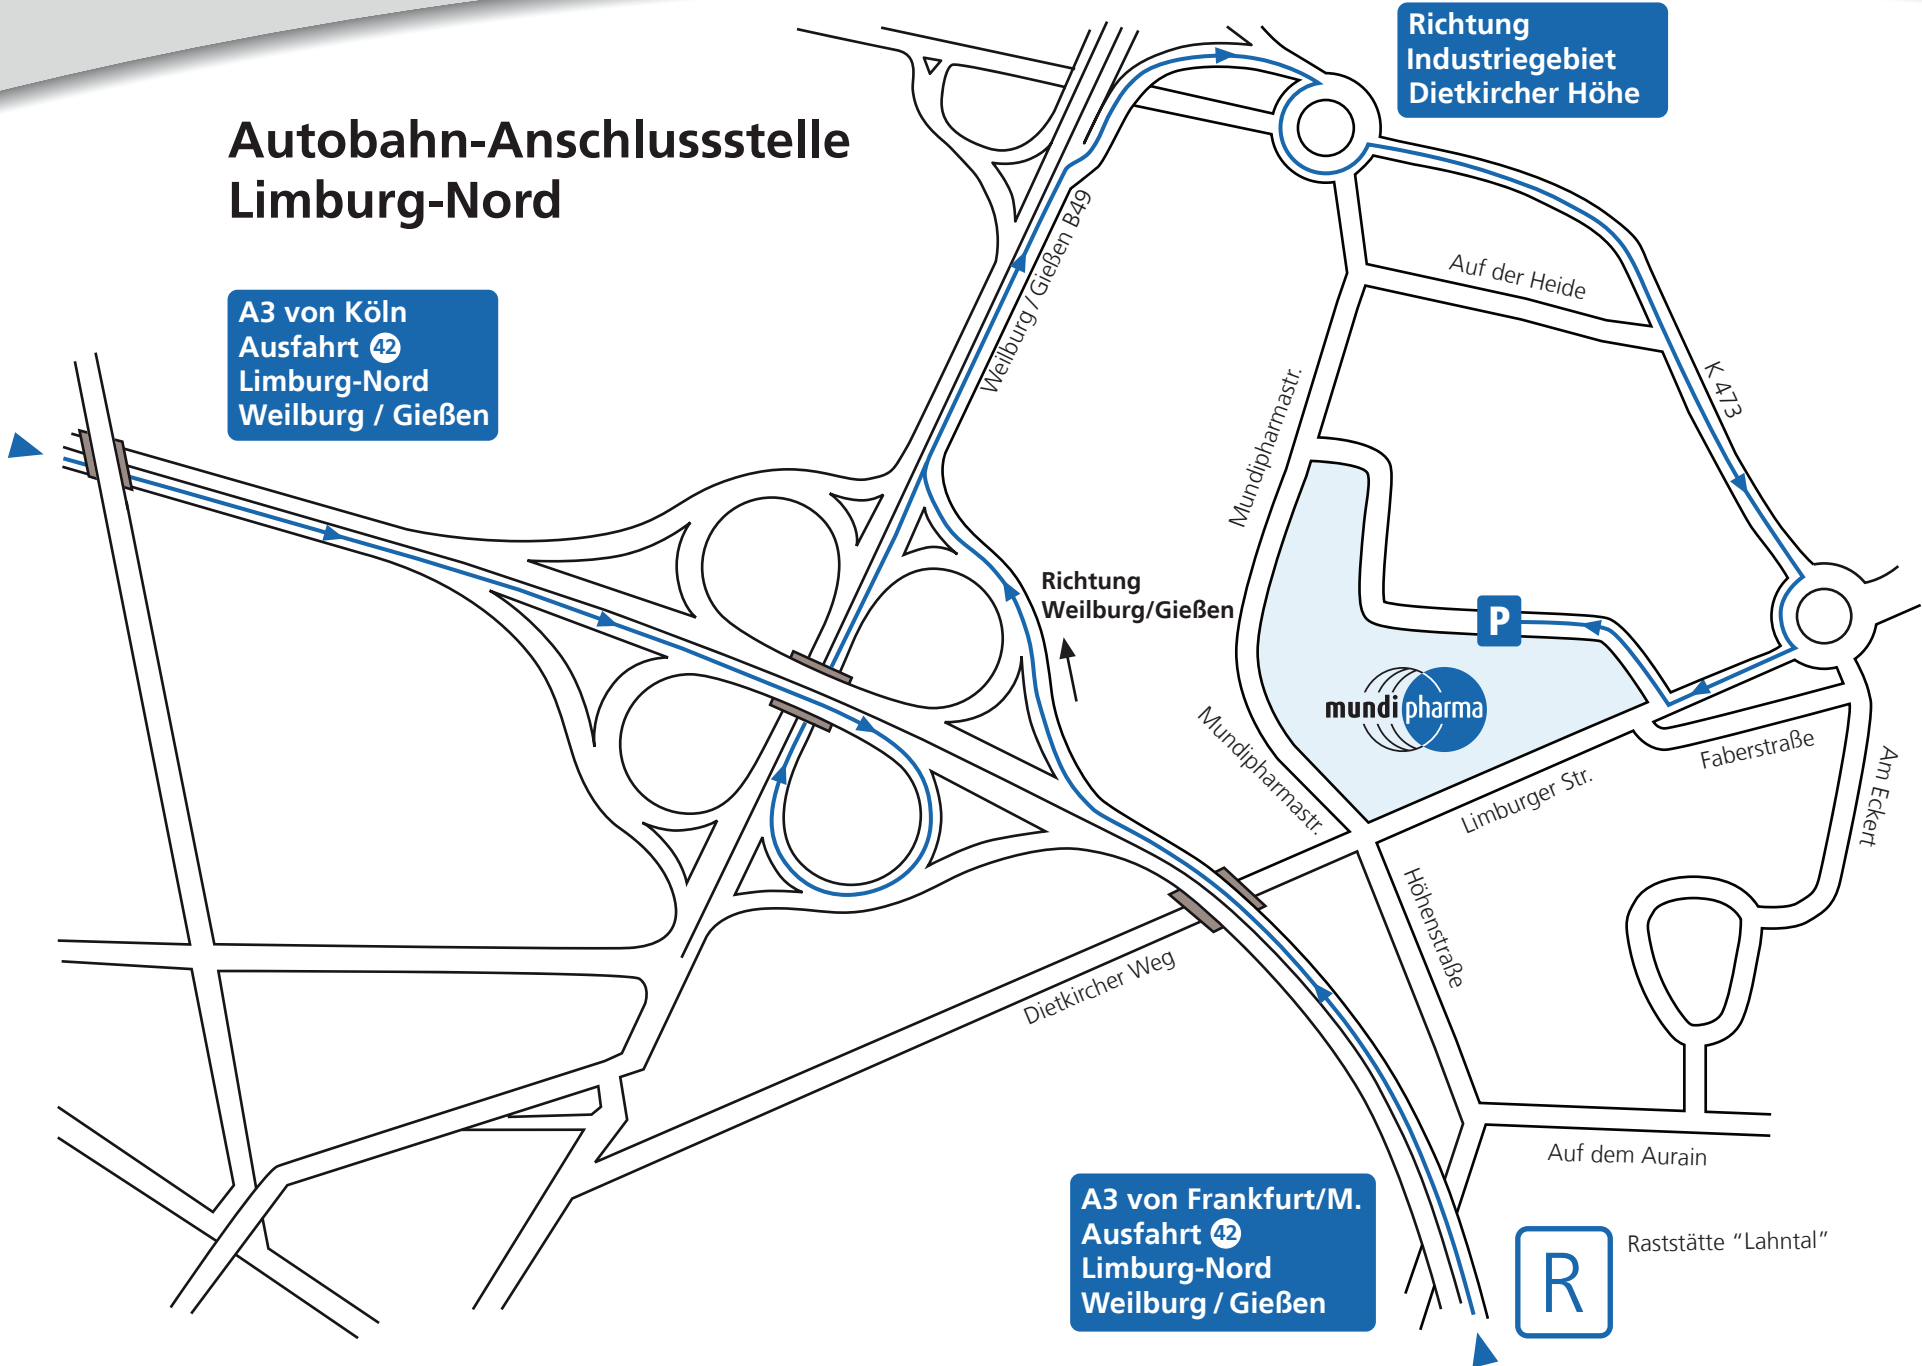 Richtung
Industriegebiet
Dietkircher Höhe
Autobahn-Anschlussstelle
Limburg-Nord
A3 von Köln
Ausfahrt 42
Limburg-Nord
Weilburg / Gießen
Weilburg / Gießen B49
Auf der Heide
K 473
Mundipharmastr.
Richtung
Weilburg/Gießen
P
mundi pharma
Mundipharmastr.
Faberstraße
Limburger Str.
Am Eckert
Höhenstraße
Dietkircher Weg
Auf dem Aurain
A3 von Frankfurt/M.
Ausfahrt 42
Limburg-Nord
Weilburg / Gießen
R
Raststätte “Lahntal”